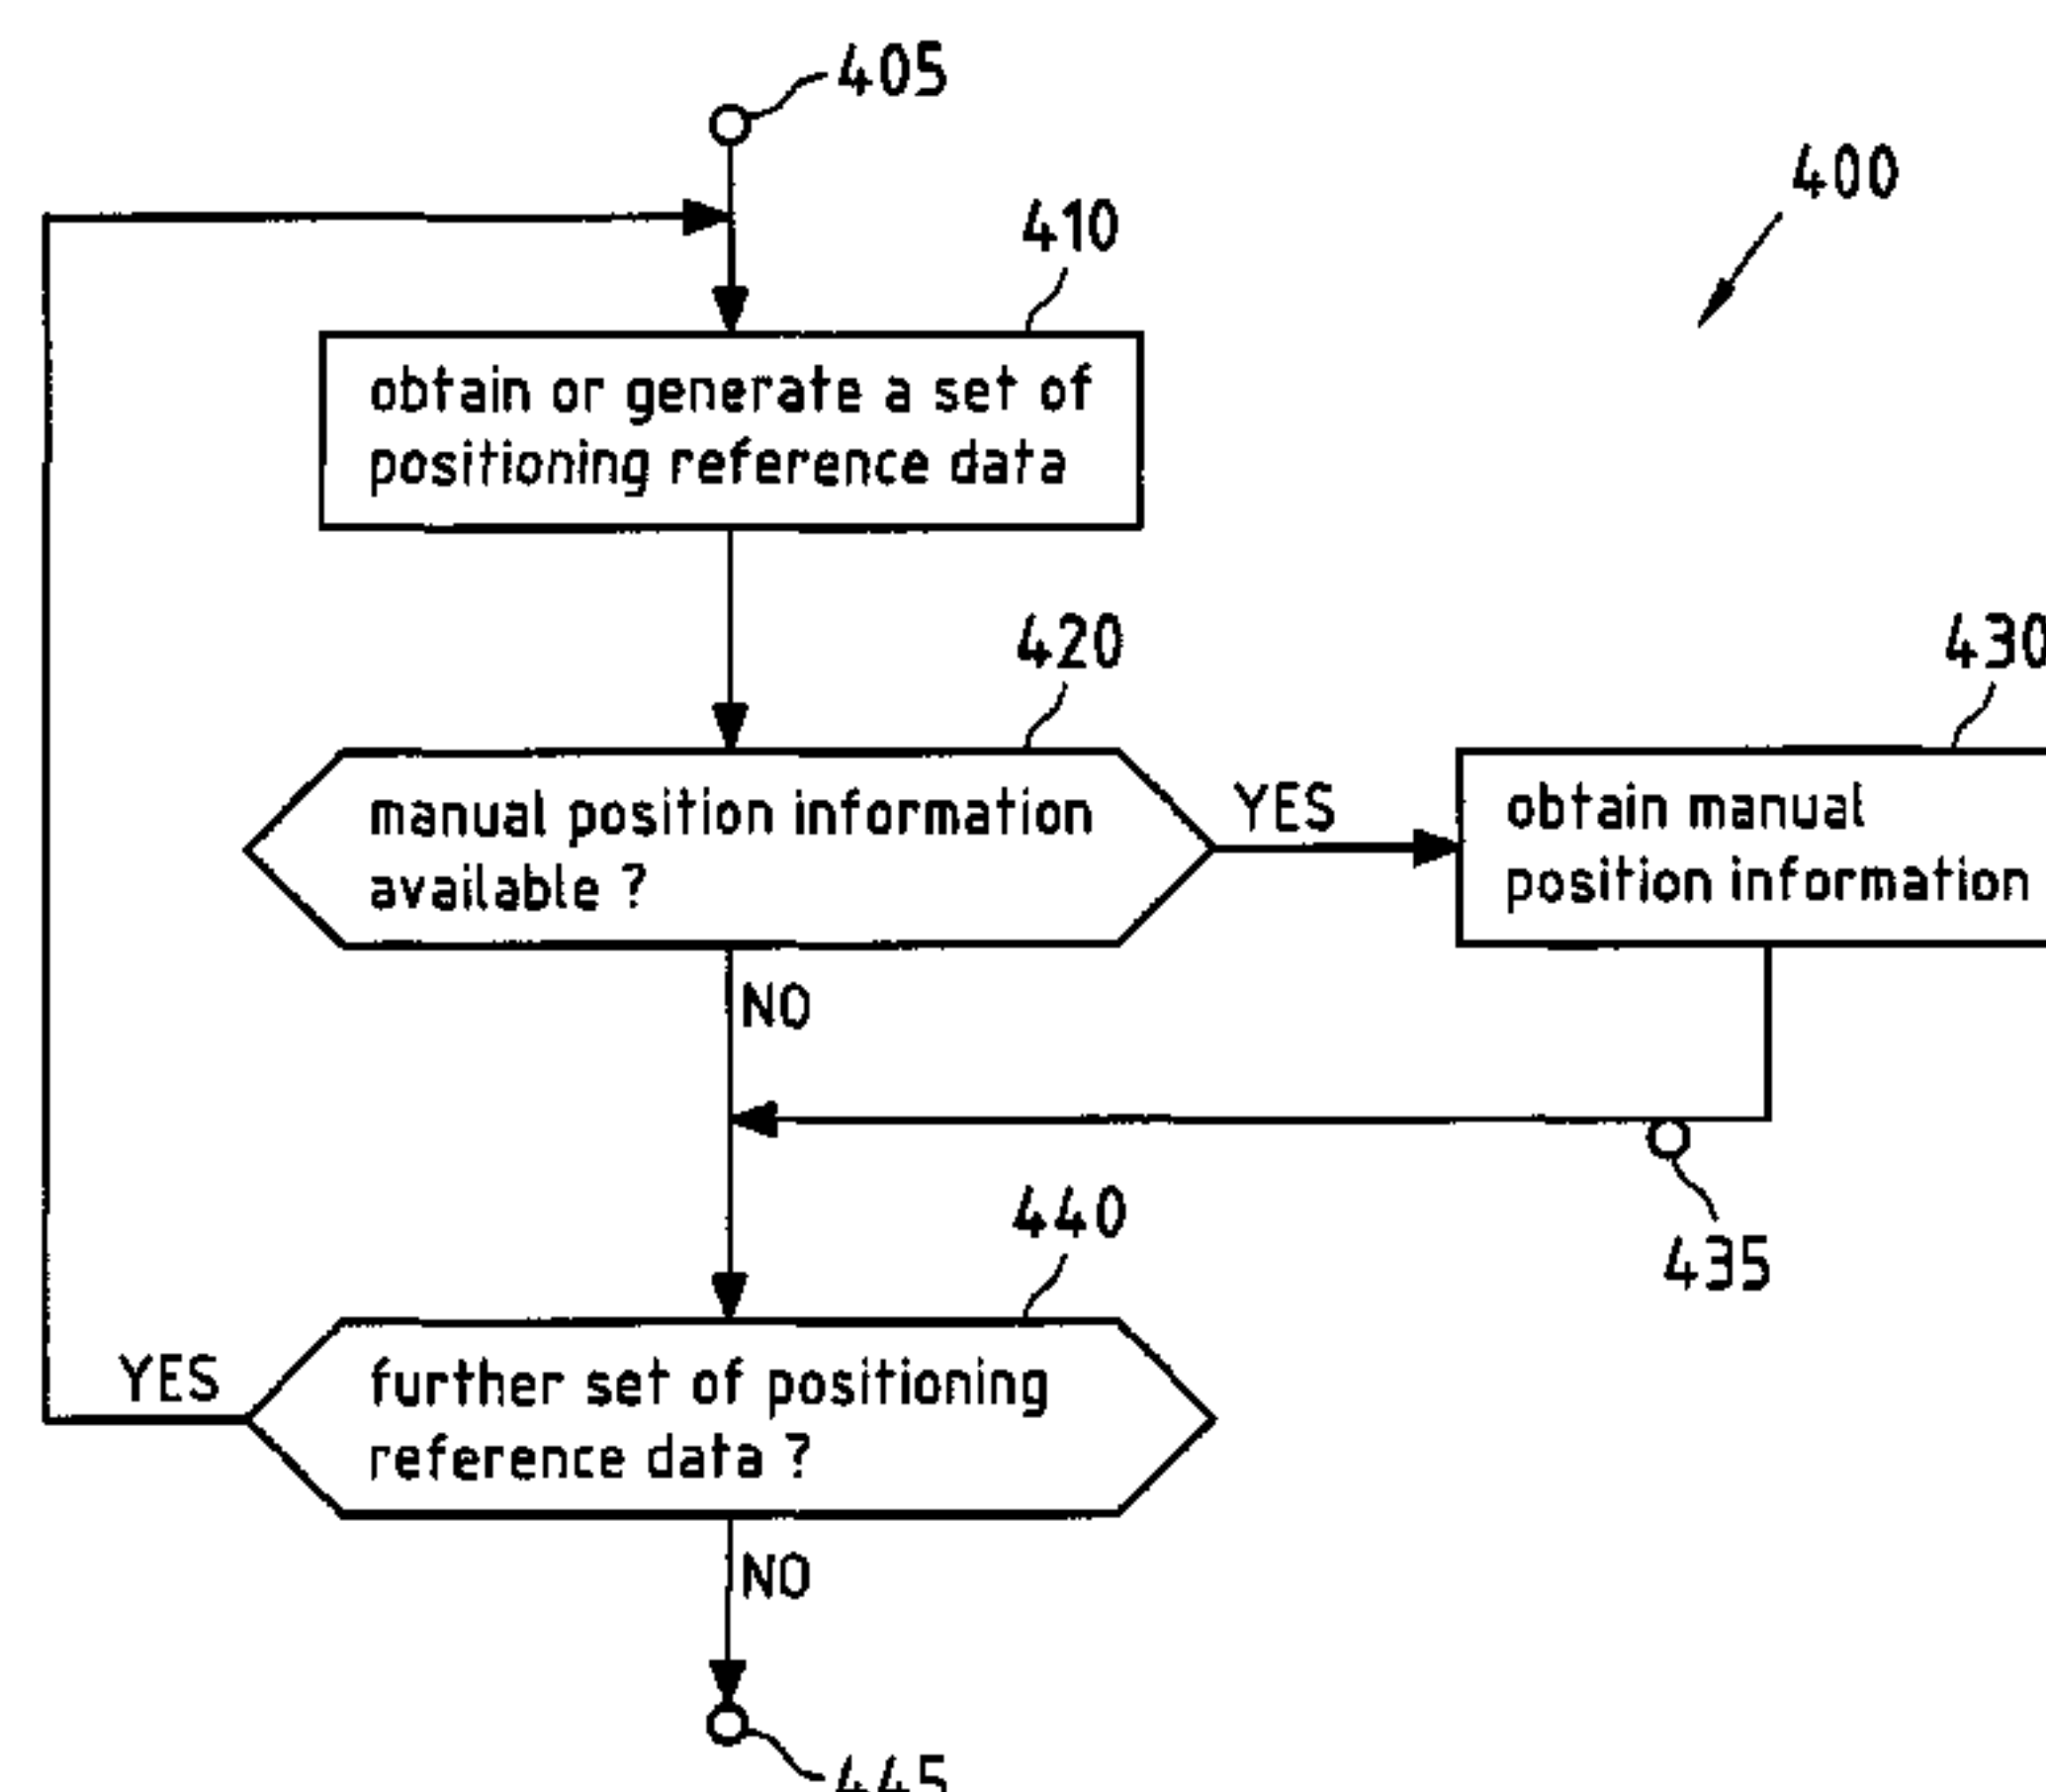 405
400
410
obtain or generate a set of
positioning reference data
420
430
manual position information
available ?
YES
obtain manual
position information
NO
435
440
further set of positioning
reference data ?
YES
NO
445